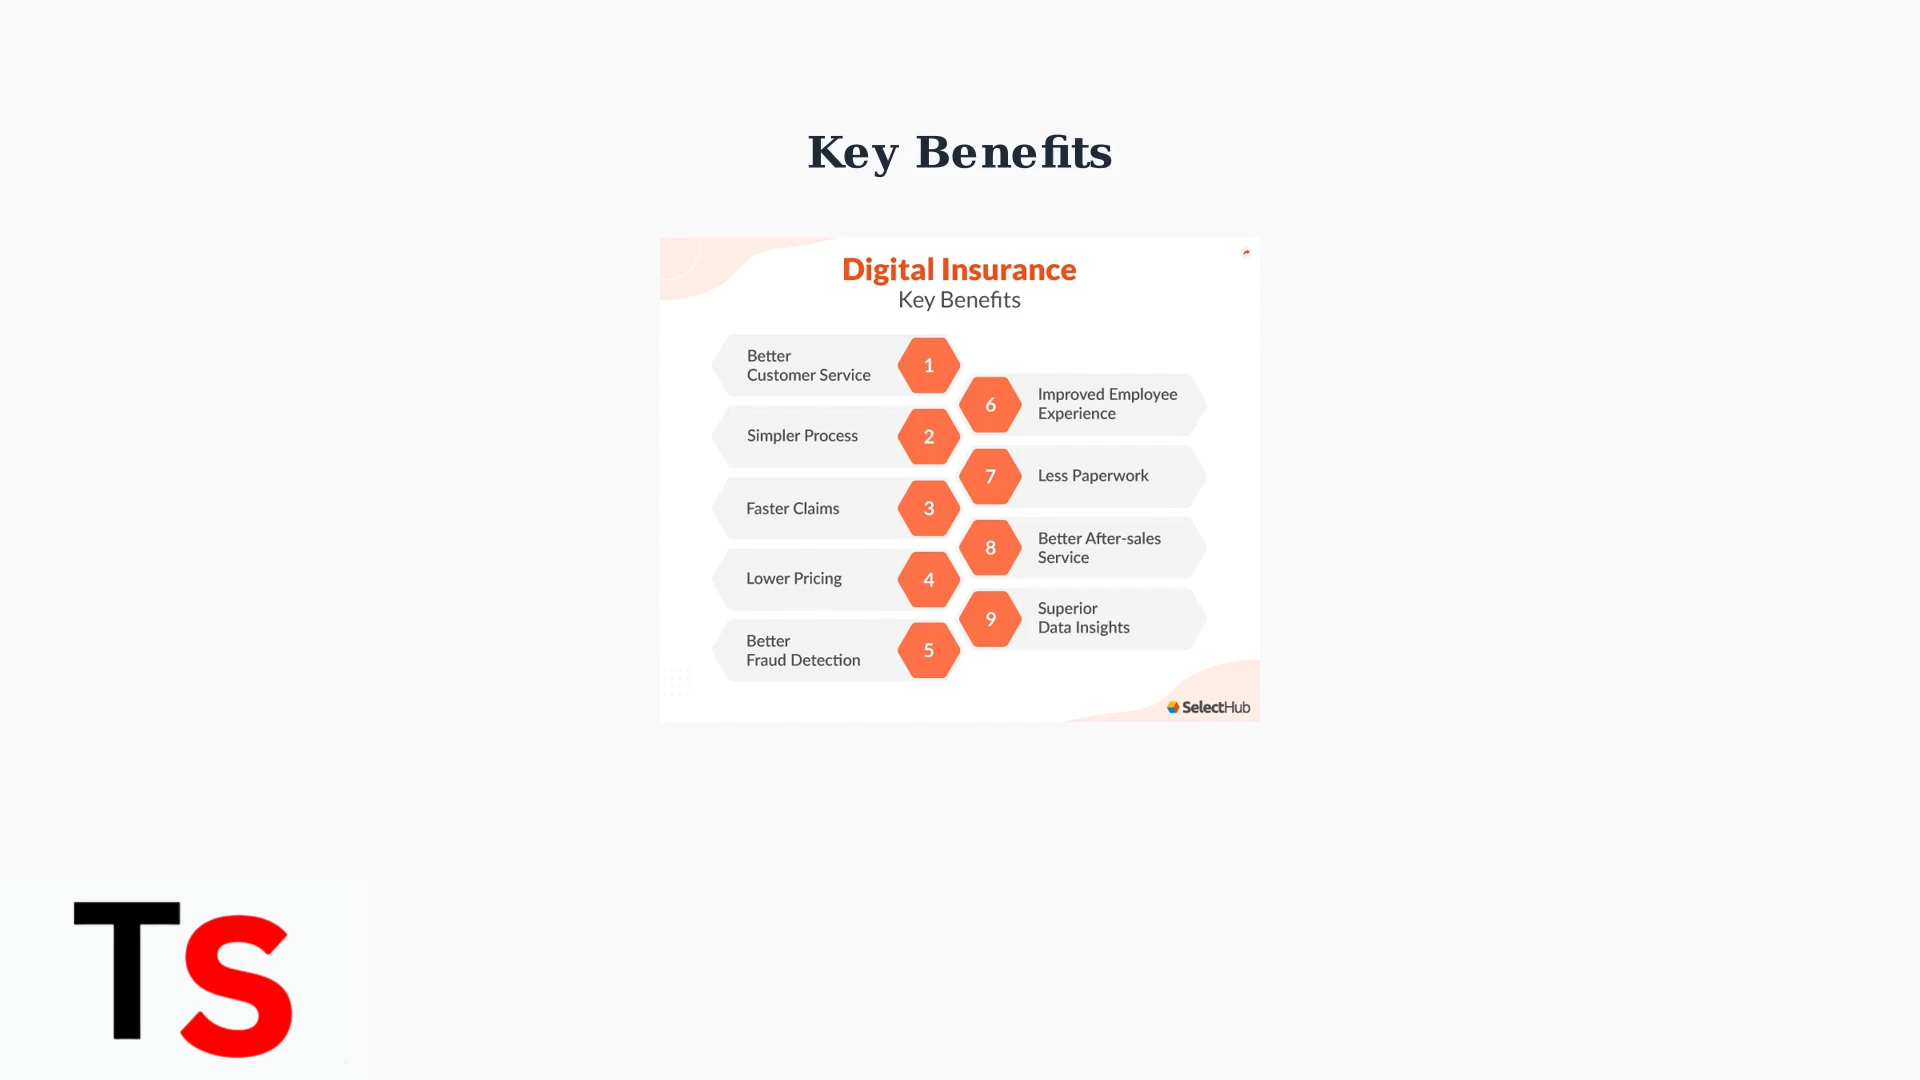 Key Benefits
Digital Insurance
Key Benefits
Better
Customer Service
1
Simpler Process
2
Faster Claims
3
Lower Pricing
4
Better
Fraud Detection
5
6
Improved Employee
Experience
7
Less Paperwork
8
Better After-sales
Service
9
Superior
Data Insights
SelectHub
TS